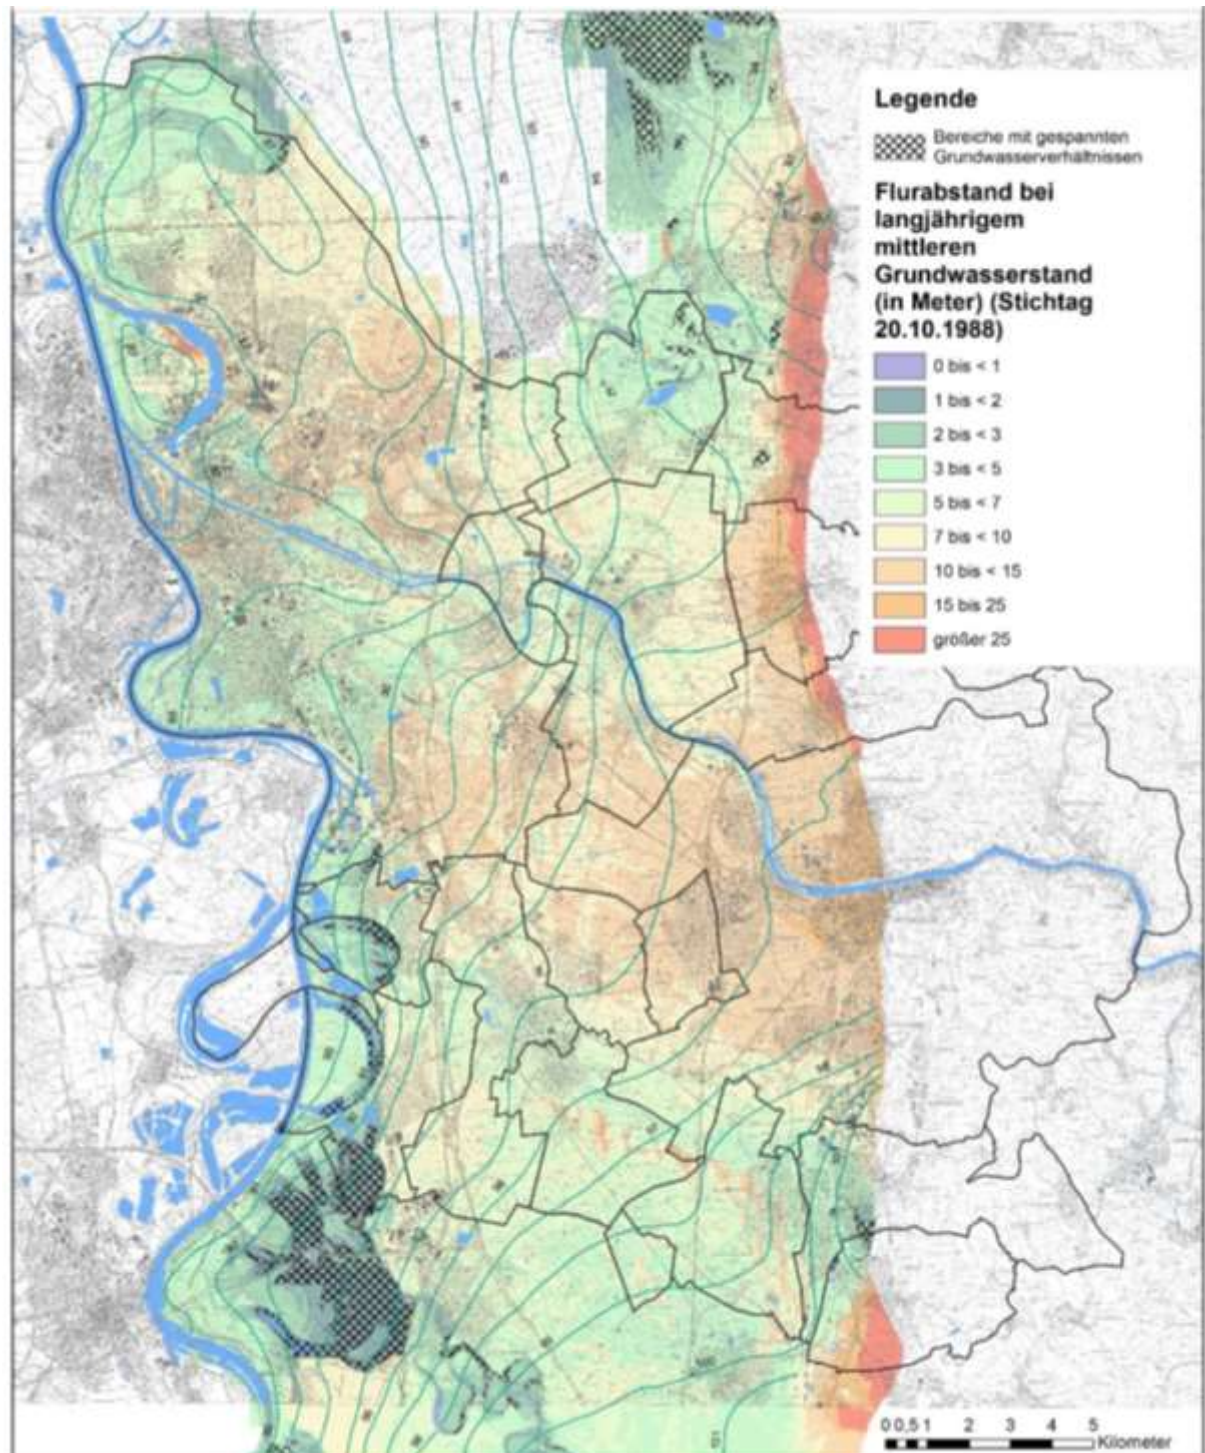 Legende
Bereiche mit gespannten
Grundwasserverhältnissen
Flurabstand bei
langjährigem
mittleren
Grundwasserstand
(in Meter) (Stichtag
20.10.1988)
0 bis < 1
1 bis < 2
2 bis < 3
3 bis < 5
5 bis < 7
7 bis < 10
10 bis < 15
15 bis 25
größer 25
0 0,5 1 2 3 4 5
Kilometer